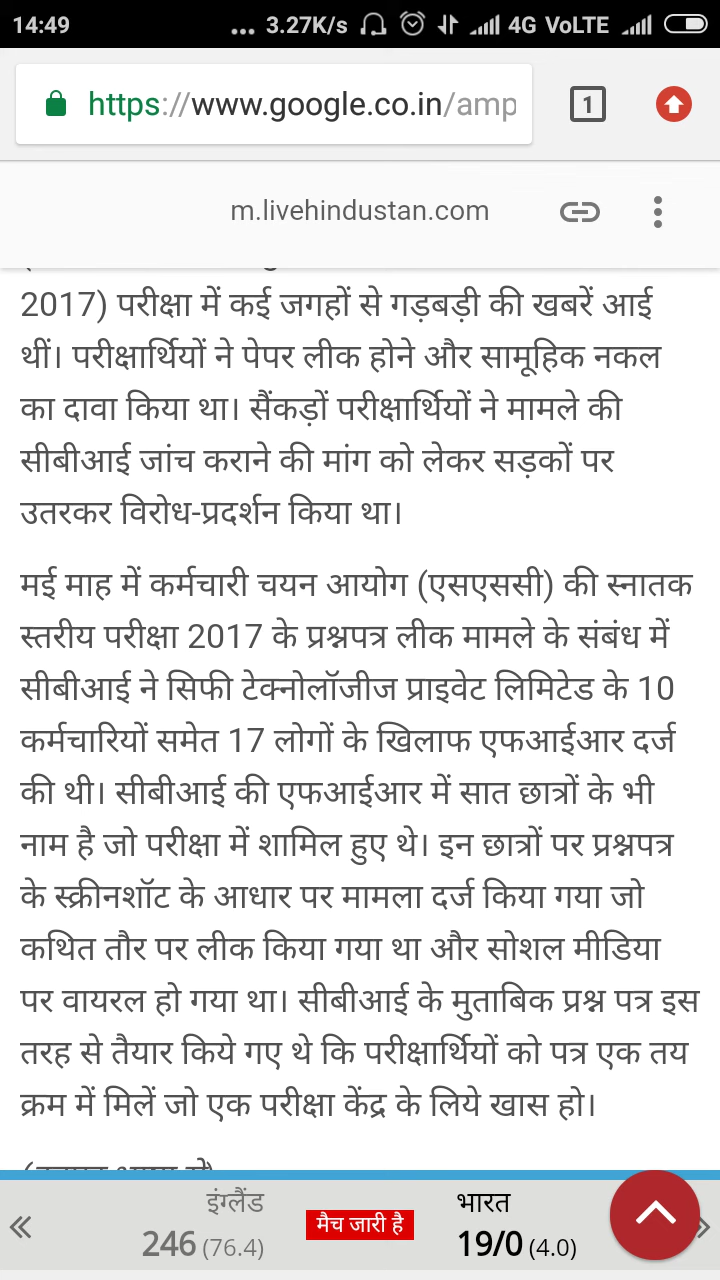 14:49 ... 3.27K/s 4G VoLTE
https://www.google.co.in/amp
1
m.livehindustan.com
2017) परीक्षा में कई जगहों से गड़बड़ी की खबरें आई
थीं। परीक्षार्थियों ने पेपर लीक होने और सामूहिक नकल
का दावा किया था। सैंकड़ों परीक्षार्थियों ने मामले की
सीबीआई जांच कराने की मांग को लेकर सड़कों पर
उतरकर विरोध-प्रदर्शन किया था।
मई माह में कर्मचारी चयन आयोग (एसएससी) की स्नातक
स्तरीय परीक्षा 2017 के प्रश्नपत्र लीक मामले के संबंध में
सीबीआई ने सिफी टेक्नोलॉजीज प्राइवेट लिमिटेड के 10
कर्मचारियों समेत 17 लोगों के खिलाफ एफआईआर दर्ज
की थी। सीबीआई की एफआईआर में सात छात्रों के भी
नाम है जो परीक्षा में शामिल हुए थे। इन छात्रों पर प्रश्नपत्र
के स्क्रीनशॉट के आधार पर मामला दर्ज किया गया जो
कथित तौर पर लीक किया गया था और सोशल मीडिया
पर वायरल हो गया था। सीबीआई के मुताबिक प्रश्न पत्र इस
तरह से तैयार किये गए थे कि परीक्षार्थियों को पत्र एक तय
क्रम में मिलें जो एक परीक्षा केंद्र के लिये खास हो।
इंग्लैंड
246 (76.4)
मैच जारी है
भारत
19/0 (4.0)